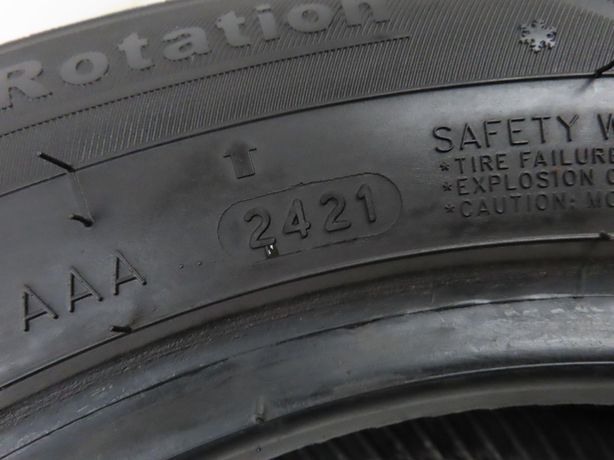 Rotation
SAFETY W
*TIRE FAILURE
*EXPLOSION O
*CAUTION: MO
2421
AAA